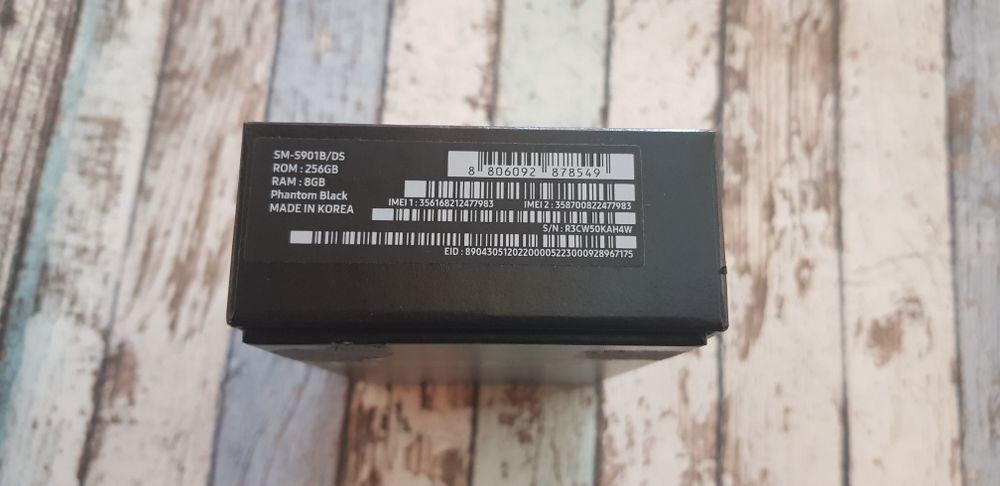 SM-S901B/DS
ROM : 256GB
RAM : 8GB
Phantom Black
MADE IN KOREA
8 806092 878549
IMEI 1 : 356168212477983 IMEI 2 : 358700822477983
S/N : R3CW50KAH4W
EID : 89043051202200005223000928967175